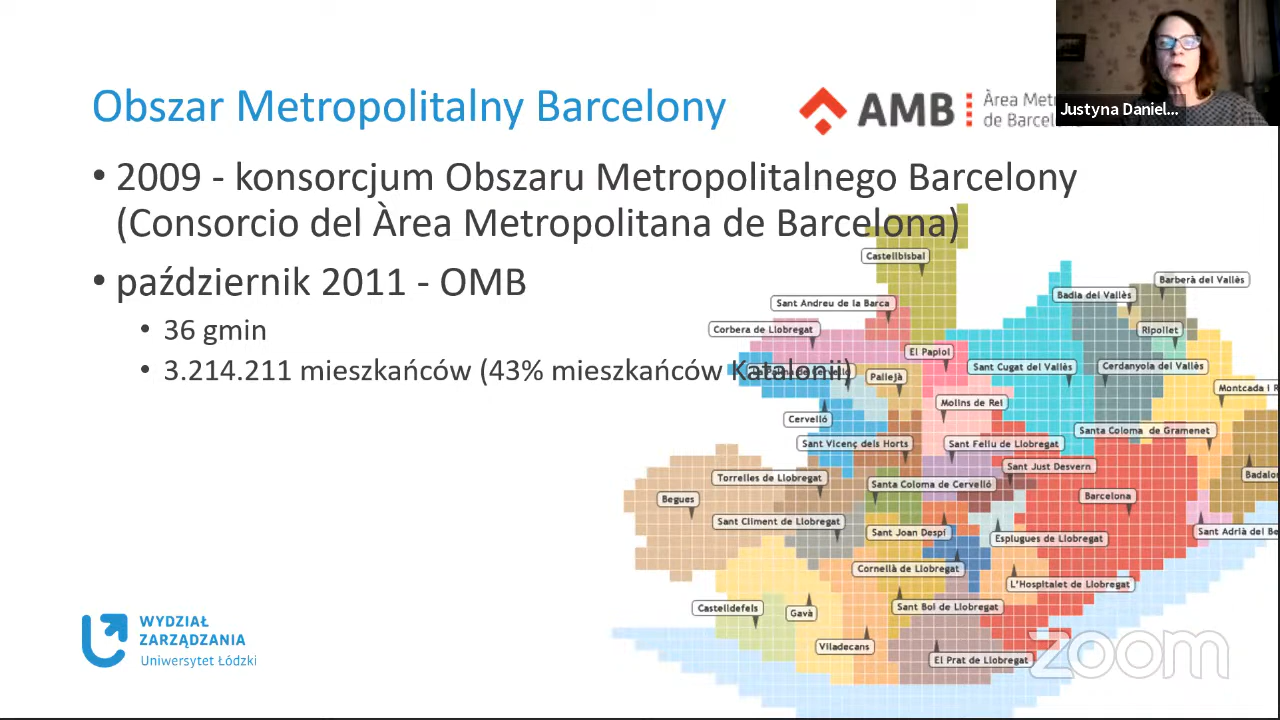 Obszar Metropolitalny Barcelony
AMB
Àrea Met
de Barcel
Justyna Daniel...
• 2009 - konsorcjum Obszaru Metropolitalnego Barcelony
(Consorcio del Àrea Metropolitana de Barcelona)
• październik 2011 - OMB
• 36 gmin
• 3.214.211 mieszkańców (43% mieszkańców Katalonii)
Castellbisbal
Barberà del Vallès
Badia del Vallès
Sant Andreu de la Barca
Corbera de Llobregat
Ripollet
El Papiol
Sant Cugat del Vallès
Cerdanyola del Vallès
Pallejà
Montcada i R
Molins de Rei
Cervelló
Santa Coloma de Gramenet
Sant Vicenç dels Horts
Sant Feliu de Llobregat
Sant Just Desvern
Badalo
Torrelles de Llobregat
Santa Coloma de Cervelló
Begues
Barcelona
Sant Climent de Llobregat
Sant Joan Despí
Esplugues de Llobregat
Sant Adrià del Be
Cornellà de Llobregat
L'Hospitalet de Llobregat
Castelldefels
Gavà
Sant Boi de Llobregat
Viladecans
El Prat de Llobregat
WYDZIAŁ
ZARZĄDZANIA
Uniwersytet Łódzki
zoom